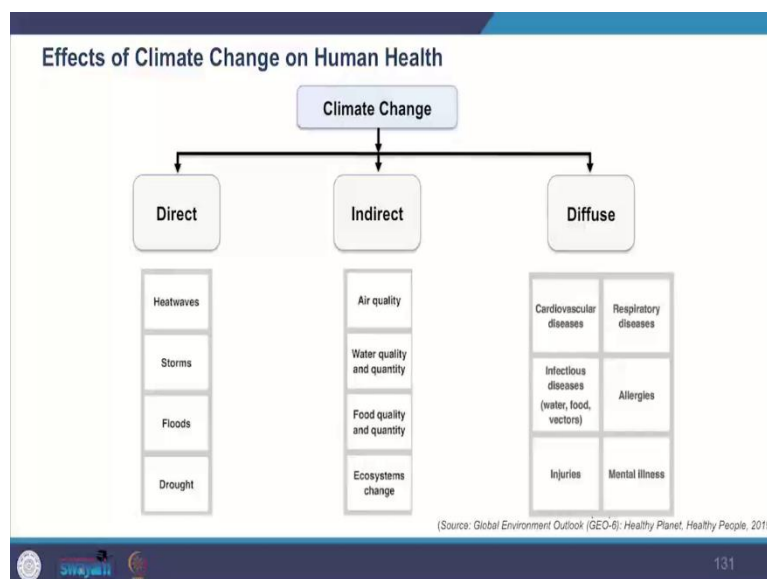 Effects of Climate Change on Human Health
Climate Change
Direct
Indirect
Diffuse
Heatwaves
Storms
Floods
Drought
Air quality
Water quality
and quantity
Food quality
and quantity
Ecosystems
change
Cardiovascular
diseases
Respiratory
diseases
Infectious
diseases
(water, food,
vectors)
Allergies
Injuries
Mental illness
(Source: Global Environment Outlook (GEO-6): Healthy Planet, Healthy People, 201
swayam
131